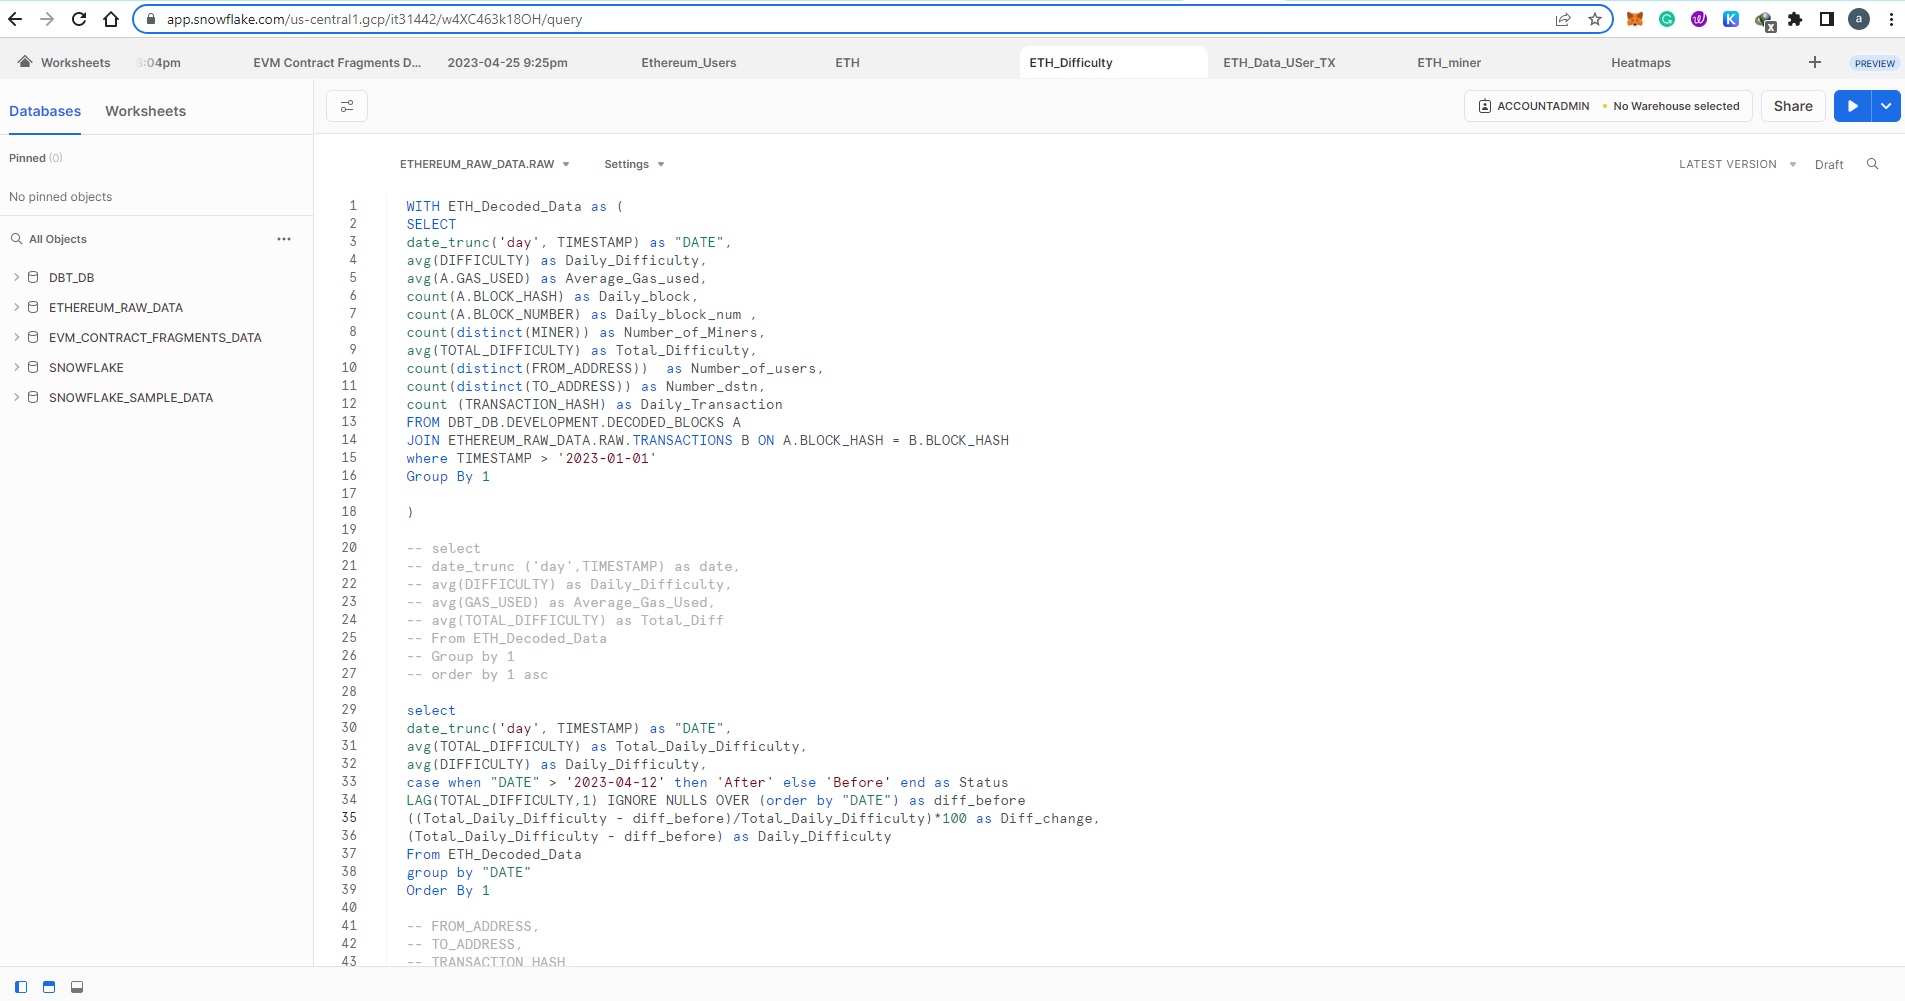 app.snowflake.com/us-central1.gcp/it31442/w4XC463k18OH/query
a
Worksheets
:04pm
EVM Contract Fragments D...
2023-04-25 9:25pm
Ethereum_Users
ETH
ETH_Difficulty
ETH_Data_USer_TX
ETH_miner
Heatmaps
PREVIEW
Databases
Worksheets
ACCOUNTADMIN
No Warehouse selected
Share
Pinned (0)
No pinned objects
All Objects
DBT_DB
ETHEREUM_RAW_DATA
EVM_CONTRACT_FRAGMENTS_DATA
SNOWFLAKE
SNOWFLAKE_SAMPLE_DATA
ETHEREUM_RAW_DATA.RAW
Settings
LATEST VERSION
Draft
1 WITH ETH_Decoded_Data as (
2 SELECT
3 date_trunc('day', TIMESTAMP) as "DATE",
4 avg(DIFFICULTY) as Daily_Difficulty,
5 avg(A.GAS_USED) as Average_Gas_used,
6 count(A.BLOCK_HASH) as Daily_block,
7 count(A.BLOCK_NUMBER) as Daily_block_num ,
8 count(distinct(MINER)) as Number_of_Miners,
9 avg(TOTAL_DIFFICULTY) as Total_Difficulty,
10 count(distinct(FROM_ADDRESS))  as Number_of_users,
11 count(distinct(TO_ADDRESS)) as Number_dstn,
12 count (TRANSACTION_HASH) as Daily_Transaction
13 FROM DBT_DB.DEVELOPMENT.DECODED_BLOCKS A
14 JOIN ETHEREUM_RAW_DATA.RAW.TRANSACTIONS B ON A.BLOCK_HASH = B.BLOCK_HASH
15 where TIMESTAMP > '2023-01-01'
16 Group By 1
17
18 )
19
20 -- select
21 -- date_trunc ('day',TIMESTAMP) as date,
22 -- avg(DIFFICULTY) as Daily_Difficulty,
23 -- avg(GAS_USED) as Average_Gas_Used,
24 -- avg(TOTAL_DIFFICULTY) as Total_Diff
25 -- From ETH_Decoded_Data
26 -- Group by 1
27 -- order by 1 asc
28
29 select
30 date_trunc('day', TIMESTAMP) as "DATE",
31 avg(TOTAL_DIFFICULTY) as Total_Daily_Difficulty,
32 avg(DIFFICULTY) as Daily_Difficulty,
33 case when "DATE" > '2023-04-12' then 'After' else 'Before' end as Status
34 LAG(TOTAL_DIFFICULTY,1) IGNORE NULLS OVER (order by "DATE") as diff_before
35 ((Total_Daily_Difficulty - diff_before)/Total_Daily_Difficulty)*100 as Diff_change,
36 (Total_Daily_Difficulty - diff_before) as Daily_Difficulty
37 From ETH_Decoded_Data
38 group by "DATE"
39 Order By 1
40
41 -- FROM_ADDRESS,
42 -- TO_ADDRESS,
43 -- TRANSACTION_HASH